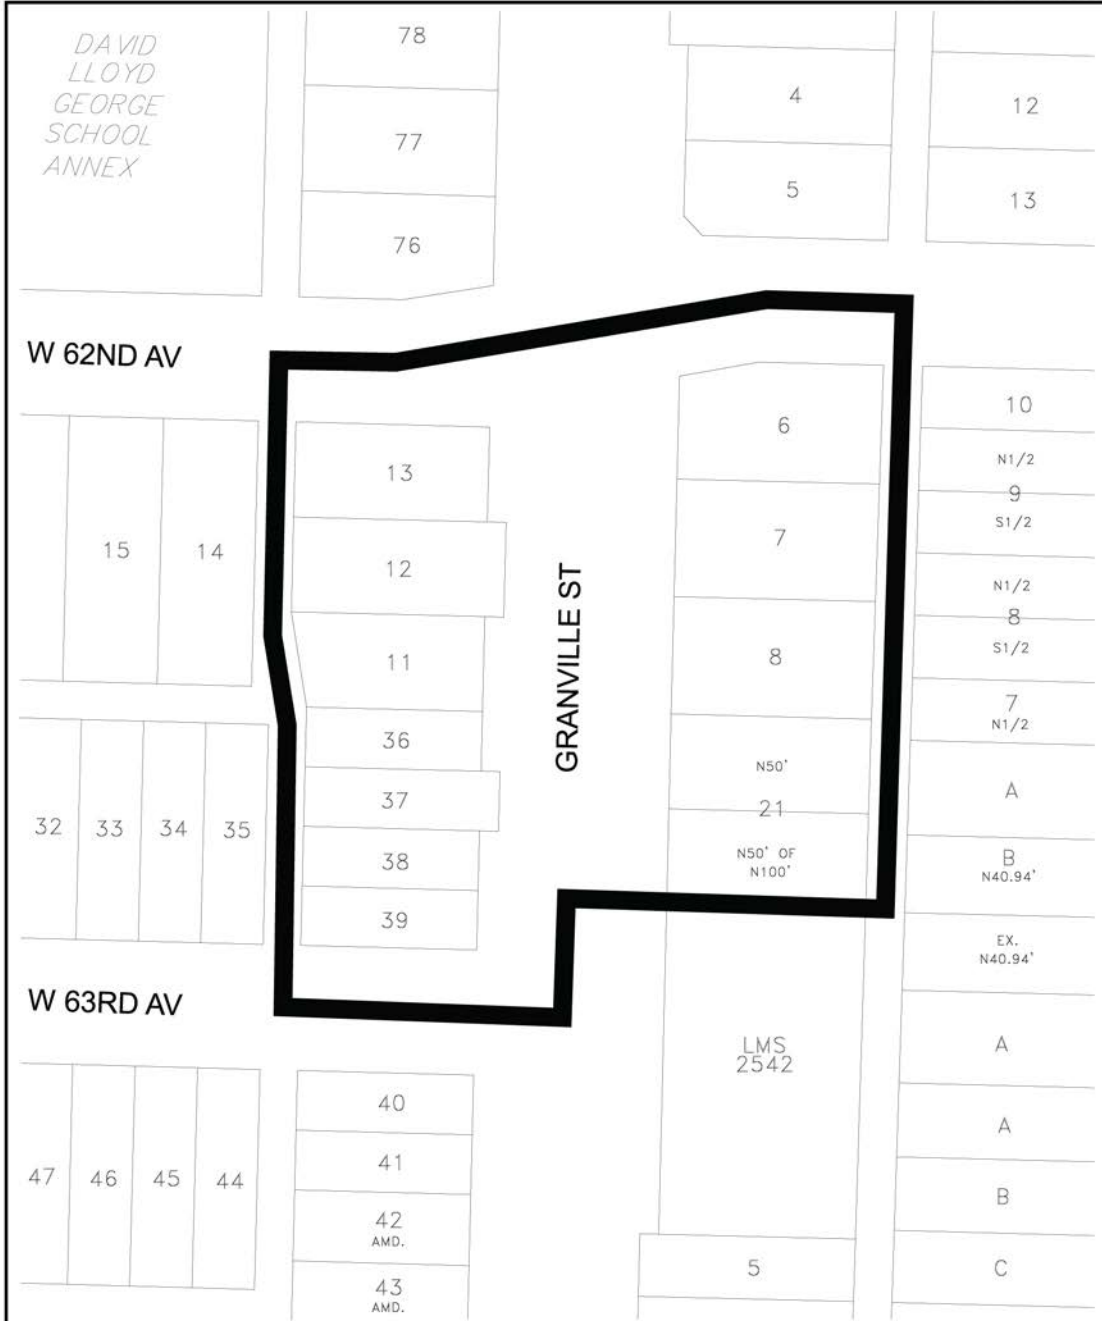 DAVID
LLOYD
GEORGE
SCHOOL
ANNEX
78
77
76
4
5
12
13
W 62ND AV
15
14
13
12
11
36
37
38
39
GRANVILLE ST
6
7
8
N50'
21
N50' OF
N100'
10
N1/2
9
S1/2
N1/2
8
S1/2
7
N1/2
A
B
N40.94'
EX.
N40.94'
A
A
B
C
32
33
34
35
W 63RD AV
LMS
2542
5
47
46
45
44
40
41
42
AMD.
43
AMD.